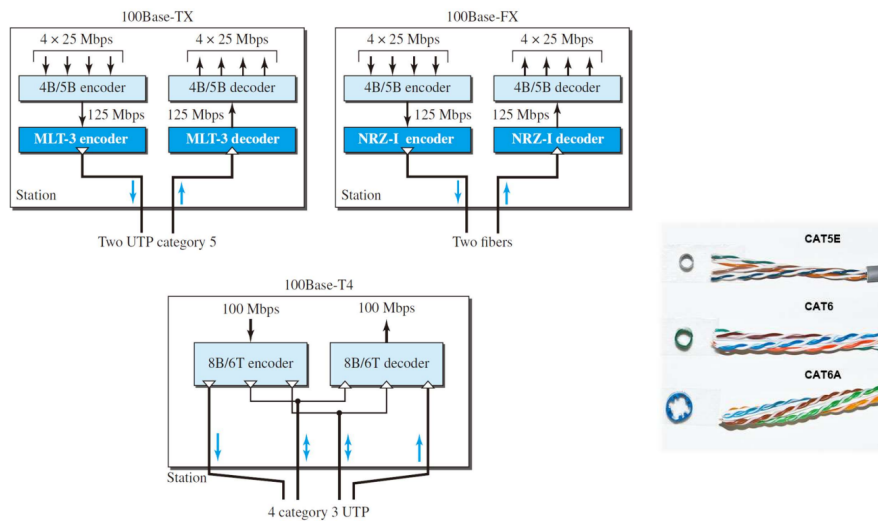 100Base-TX
4 × 25 Mbps
4 × 25 Mbps
4B/5B encoder
4B/5B decoder
125 Mbps
125 Mbps
MLT-3 encoder
MLT-3 decoder
Station
Two UTP category 5
100Base-FX
4 × 25 Mbps
4 × 25 Mbps
4B/5B encoder
4B/5B decoder
125 Mbps
125 Mbps
NRZ-I encoder
NRZ-I decoder
Station
Two fibers
100Base-T4
100 Mbps
100 Mbps
8B/6T encoder
8B/6T decoder
Station
4 category 3 UTP
CAT5E
CAT6
CAT6A